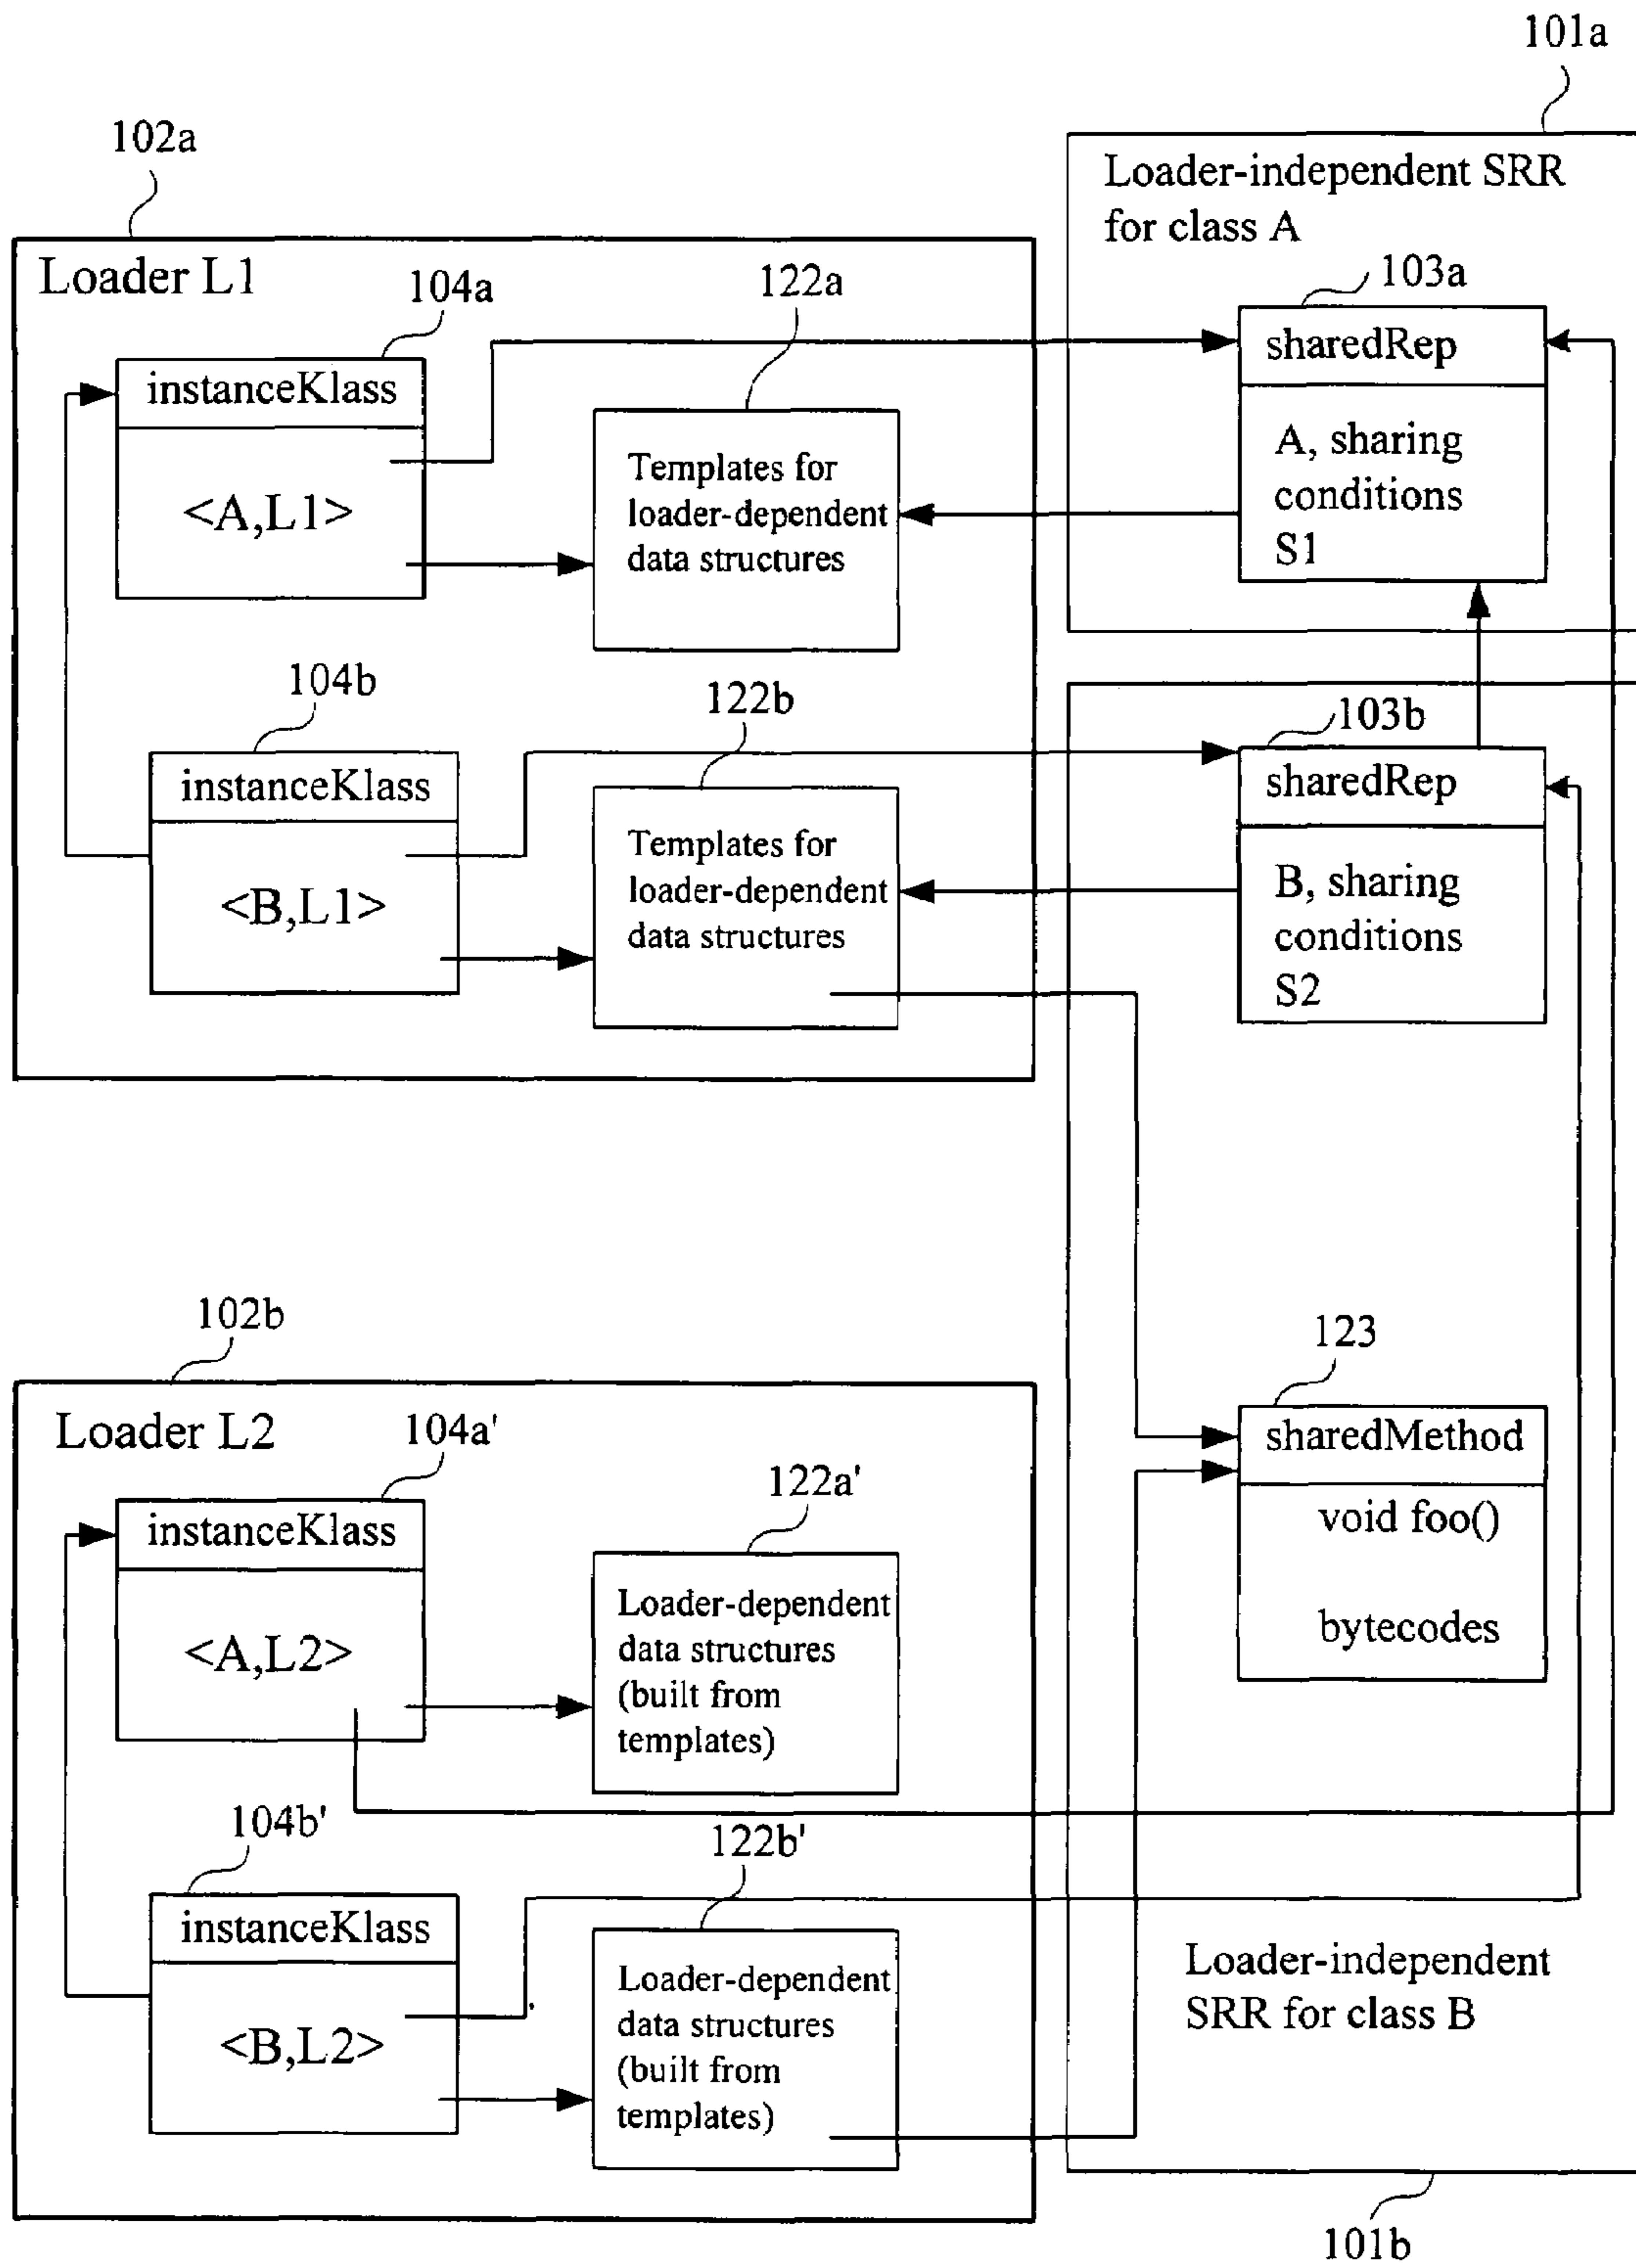 101a
102a
Loader-independent SRR
for class A
Loader L1
104a
122a
103a
instanceKlass
sharedRep
<A,L1>
Templates for
loader-dependent
data structures
A, sharing
conditions
S1
104b
122b
103b
instanceKlass
sharedRep
<B,L1>
Templates for
loader-dependent
data structures
B, sharing
conditions
S2
102b
123
Loader L2
104a'
122a'
sharedMethod
instanceKlass
void foo()
<A,L2>
Loader-dependent
data structures
(built from
templates)
bytecodes
104b'
122b'
instanceKlass
<B,L2>
Loader-dependent
data structures
(built from
templates)
Loader-independent
SRR for class B
101b